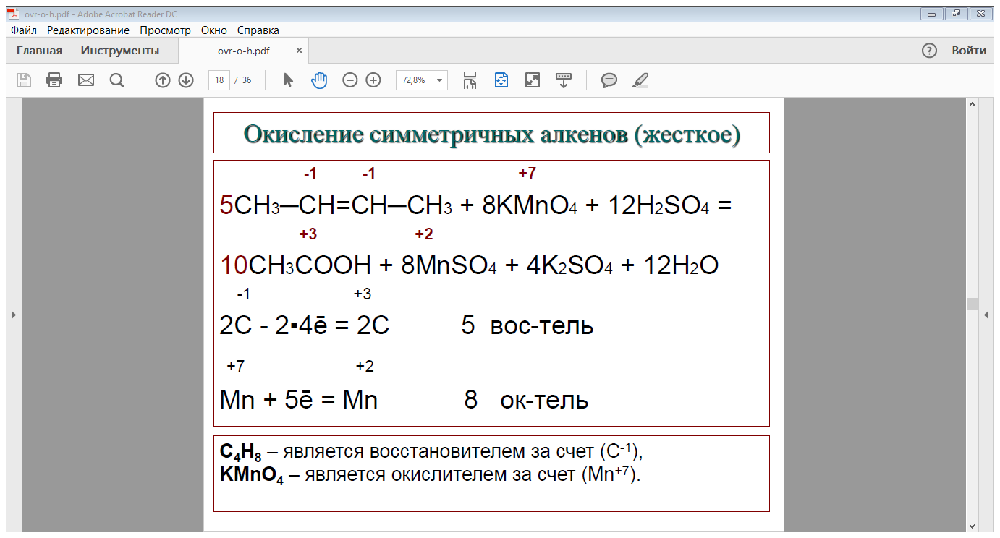 ovr-o-h.pdf - Adobe Acrobat Reader DC
Файл Редактирование Просмотр Окно Справка
Главная Инструменты ovr-o-h.pdf × ? Войти
18 / 36 72,8%
Окисление симметричных алкенов (жесткое)
-1 -1 +7
5CH₃─CH=CH─CH₃ + 8KMnO₄ + 12H₂SO₄ =
+3 +2
10CH₃COOH + 8MnSO₄ + 4K₂SO₄ + 12H₂O
-1 +3
2C - 2▪4ē = 2C 5 вос-тель
+7 +2
Mn + 5ē = Mn 8 ок-тель
C₄H₈ – является восстановителем за счет (C⁻¹),
KMnO₄ – является окислителем за счет (Mn⁺⁷).